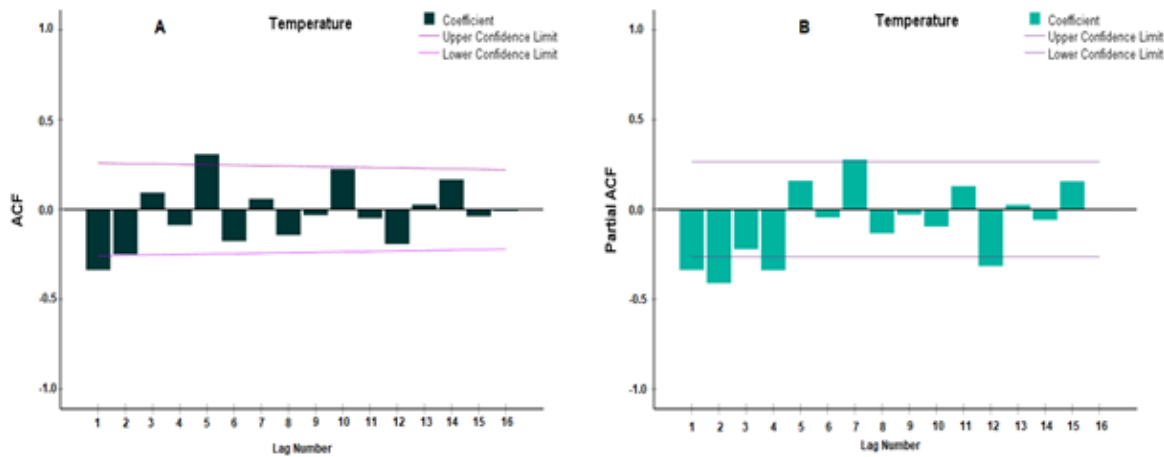 A
Temperature
Coefficient
Upper Confidence Limit
Lower Confidence Limit
1.0
0.5
0.0
-0.5
-1.0
ACF
1 2 3 4 5 6 7 8 9 10 11 12 13 14 15 16
Lag Number
B
Temperature
Coefficient
Upper Confidence Limit
Lower Confidence Limit
1.0
0.5
0.0
-0.5
-1.0
Partial ACF
1 2 3 4 5 6 7 8 9 10 11 12 13 14 15 16
Lag Number